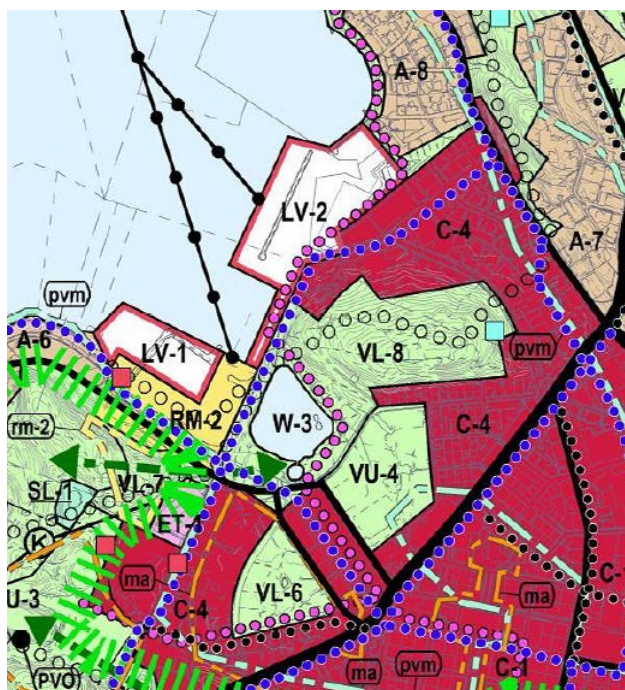 A-8
LV-2
C-4
A-7
pvm
A-6
LV-1
VL-8
pvm
RM-2
W-3
C-4
rm-2
VU-4
VL-7
SL-1
ET-1
K
ma
C-4
VL-6
ma
U-3
pvo
ma
pvm
C-1